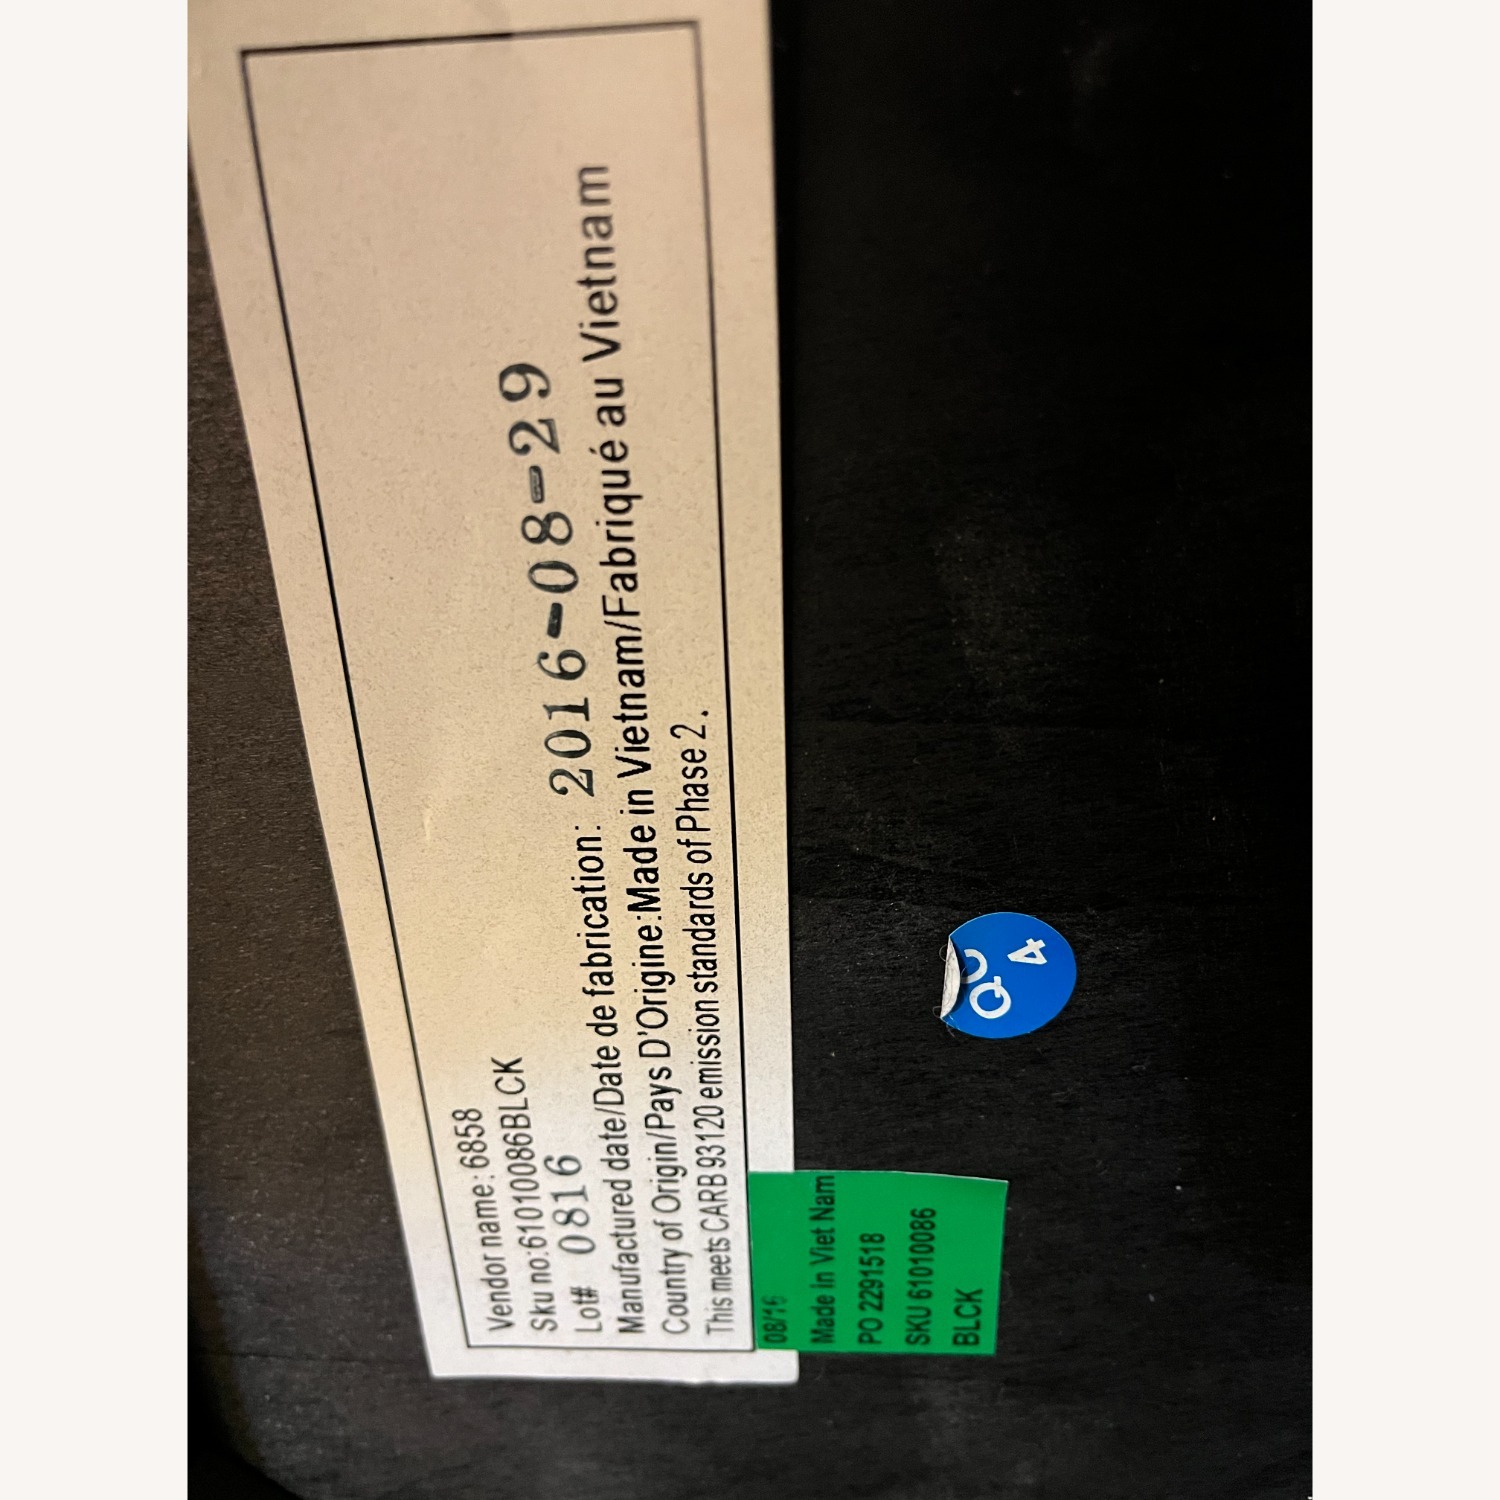 Vendor name: 6858
Sku no:61010086BLCK
Lot# 0816
Manufactured date/Date de fabrication: 2016-08-29
Country of Origin/Pays D'Origine:Made in Vietnam/Fabriqué au Vietnam
This meets CARB 93120 emission standards of Phase 2.
08/16
Made in Viet Nam
PO 2291518
SKU 61010086
BLCK
QC
4